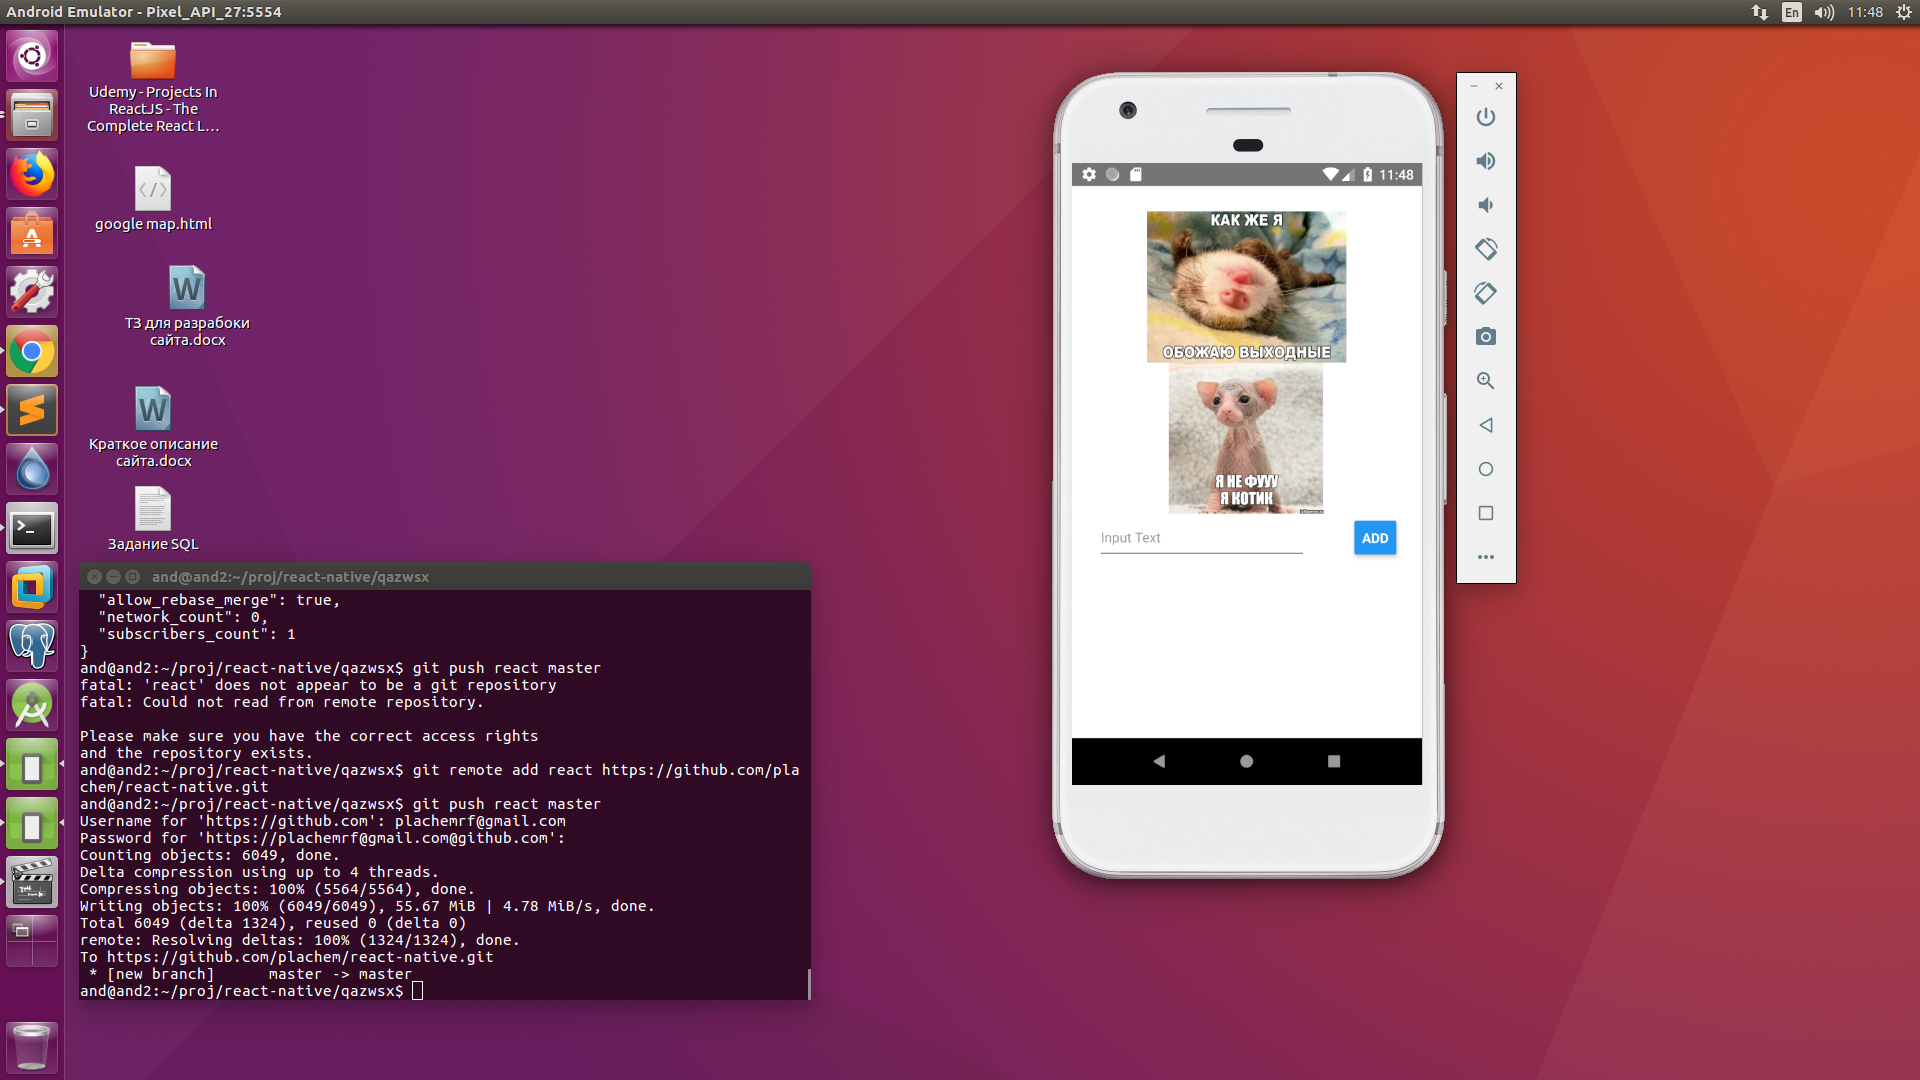 Android Emulator - Pixel_API_27:5554
En
11:48
Udemy - Projects In
ReactJS - The
Complete React L...
google map.html
ТЗ для разрабоки
сайта.docx
Краткое описание
сайта.docx
Задание SQL
and@and2:~/proj/react-native/qazwsx
  "allow_rebase_merge": true,
  "network_count": 0,
  "subscribers_count": 1
}
and@and2:~/proj/react-native/qazwsx$ git push react master
fatal: 'react' does not appear to be a git repository
fatal: Could not read from remote repository.
Please make sure you have the correct access rights
and the repository exists.
and@and2:~/proj/react-native/qazwsx$ git remote add react https://github.com/pla
chem/react-native.git
and@and2:~/proj/react-native/qazwsx$ git push react master
Username for 'https://github.com': plachemrf@gmail.com
Password for 'https://plachemrf@gmail.com@github.com':
Counting objects: 6049, done.
Delta compression using up to 4 threads.
Compressing objects: 100% (5564/5564), done.
Writing objects: 100% (6049/6049), 55.67 MiB | 4.78 MiB/s, done.
Total 6049 (delta 1324), reused 0 (delta 0)
remote: Resolving deltas: 100% (1324/1324), done.
To https://github.com/plachem/react-native.git
 * [new branch]      master -> master
and@and2:~/proj/react-native/qazwsx$
11:48
КАК ЖЕ Я
ОБОЖАЮ ВЫХОДНЫЕ
Я НЕ ФУУУ
Я КОТИК
Input Text
ADD